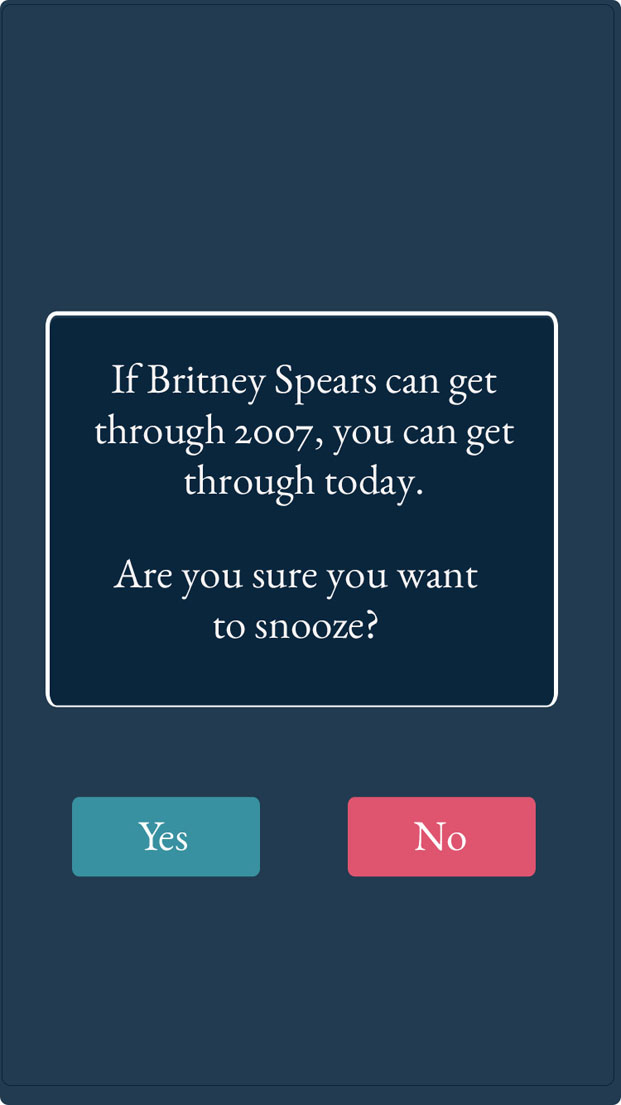 If Britney Spears can get
through 2007, you can get
through today.
Are you sure you want
to snooze?
Yes
No